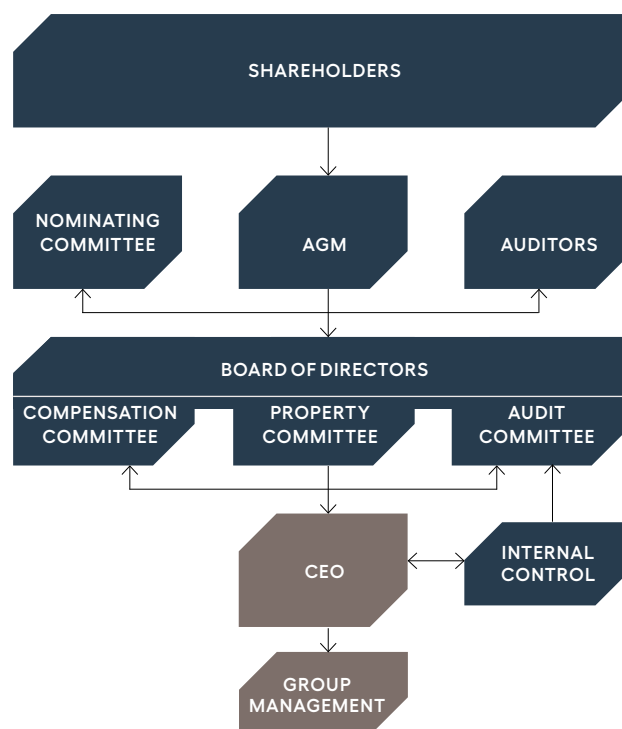 SHAREHOLDERS
NOMINATING
COMMITTEE
AGM
AUDITORS
BOARD OF DIRECTORS
COMPENSATION
COMMITTEE
PROPERTY
COMMITTEE
AUDIT
COMMITTEE
CEO
INTERNAL
CONTROL
GROUP
MANAGEMENT